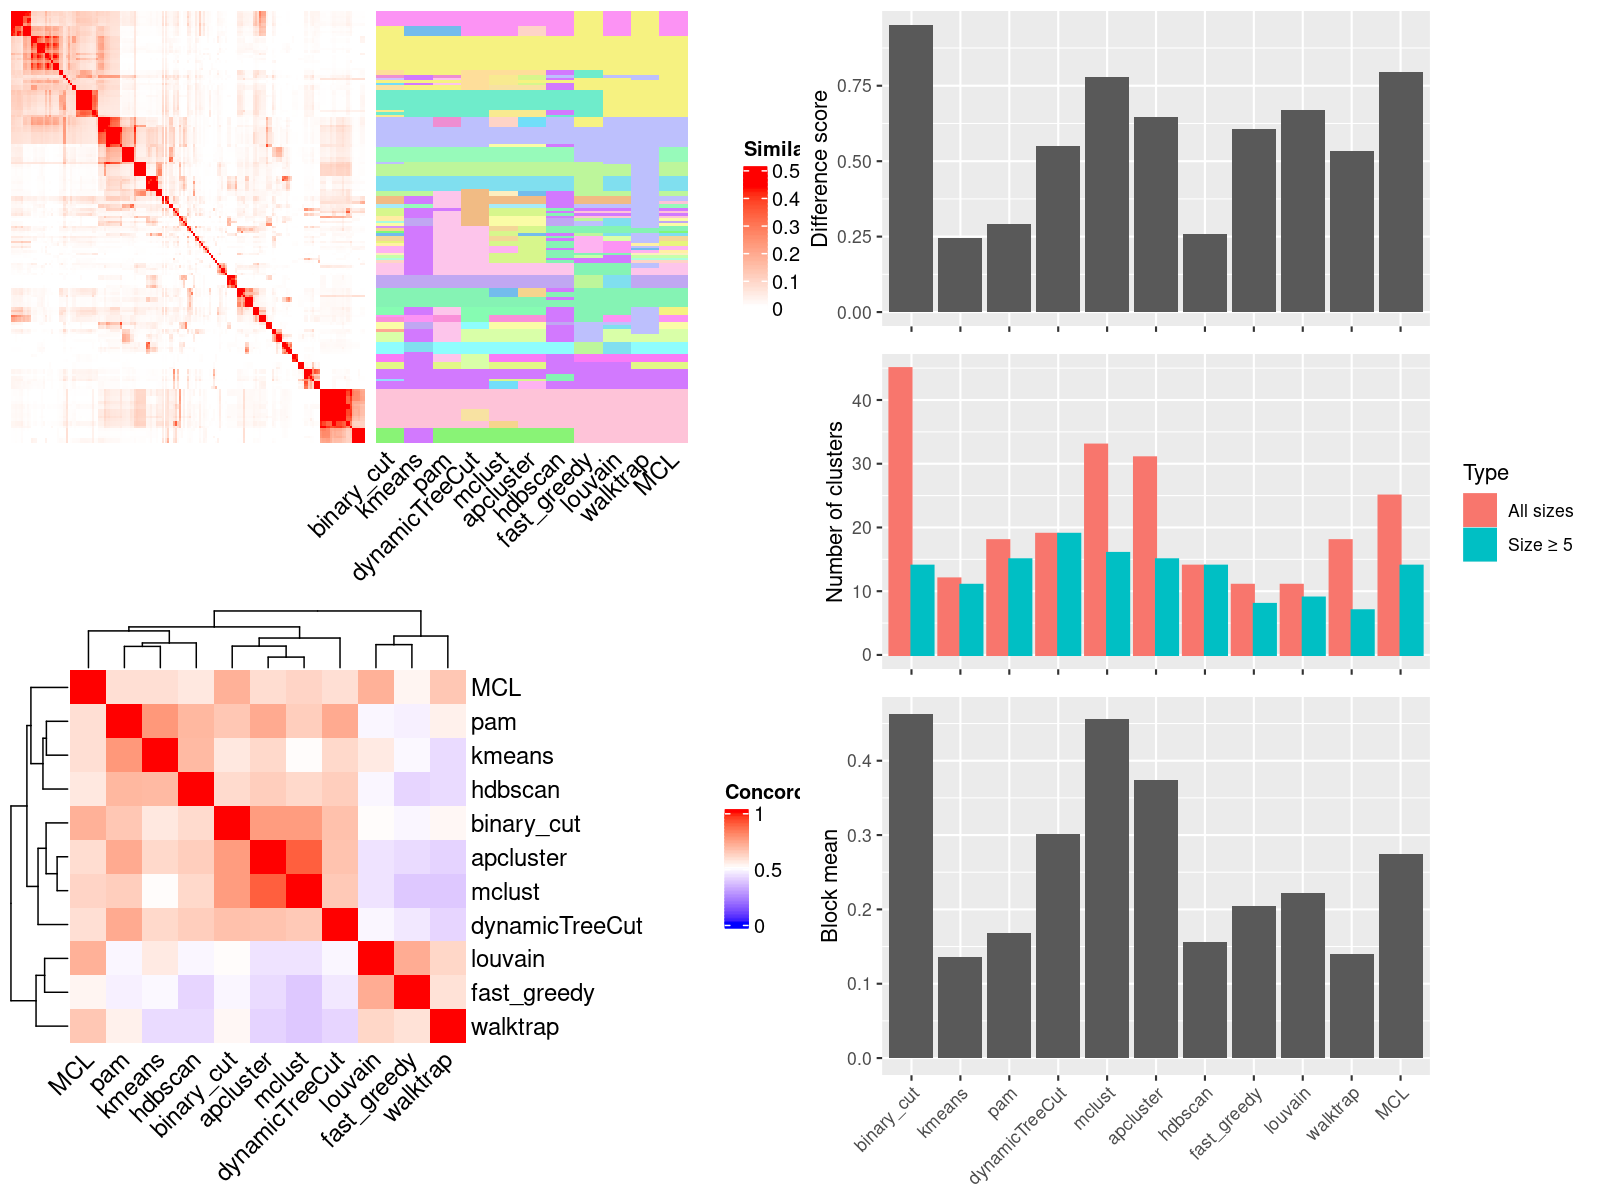 Simila
0.5
0.4
0.3
0.2
0.1
0
binary_cut
kmeans
pam
dynamicTreeCut
mclust
apcluster
hdbscan
fast_greedy
louvain
walktrap
MCL
Difference score
0.75
0.50
0.25
0.00
Number of clusters
40
30
20
10
0
Type
All sizes
Size ≥ 5
MCL
pam
kmeans
hdbscan
binary_cut
apcluster
mclust
dynamicTreeCut
louvain
fast_greedy
walktrap
MCL
pam
kmeans
hdbscan
binary_cut
apcluster
mclust
dynamicTreeCut
louvain
fast_greedy
walktrap
Concord
1
0.5
0
Block mean
0.4
0.3
0.2
0.1
0.0
binary_cut
kmeans
pam
dynamicTreeCut
mclust
apcluster
hdbscan
fast_greedy
louvain
walktrap
MCL